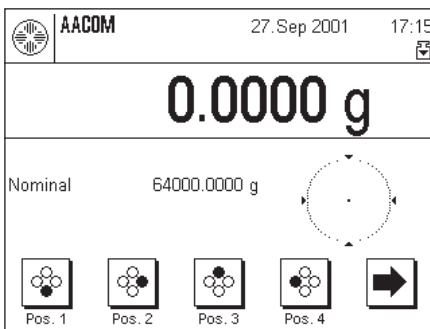 AACOM 27.Sep 2001 17:15
0.0000 g
Nominal 64000.0000 g
Pos. 1 Pos. 2 Pos. 3 Pos. 4